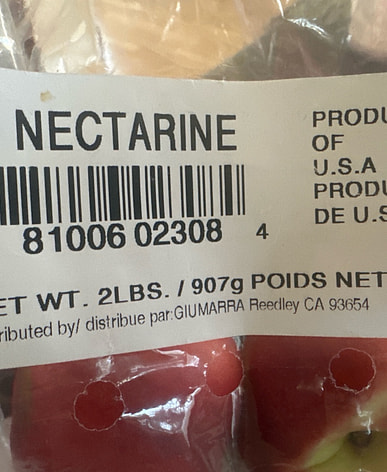 NECTARINE
81006 02308 4
PRODU
OF
U.S.A
PRODU
DE U.S
ET WT. 2LBS. / 907g POIDS NET
ributed by/ distribue par:GIUMARRA Reedley CA 93654